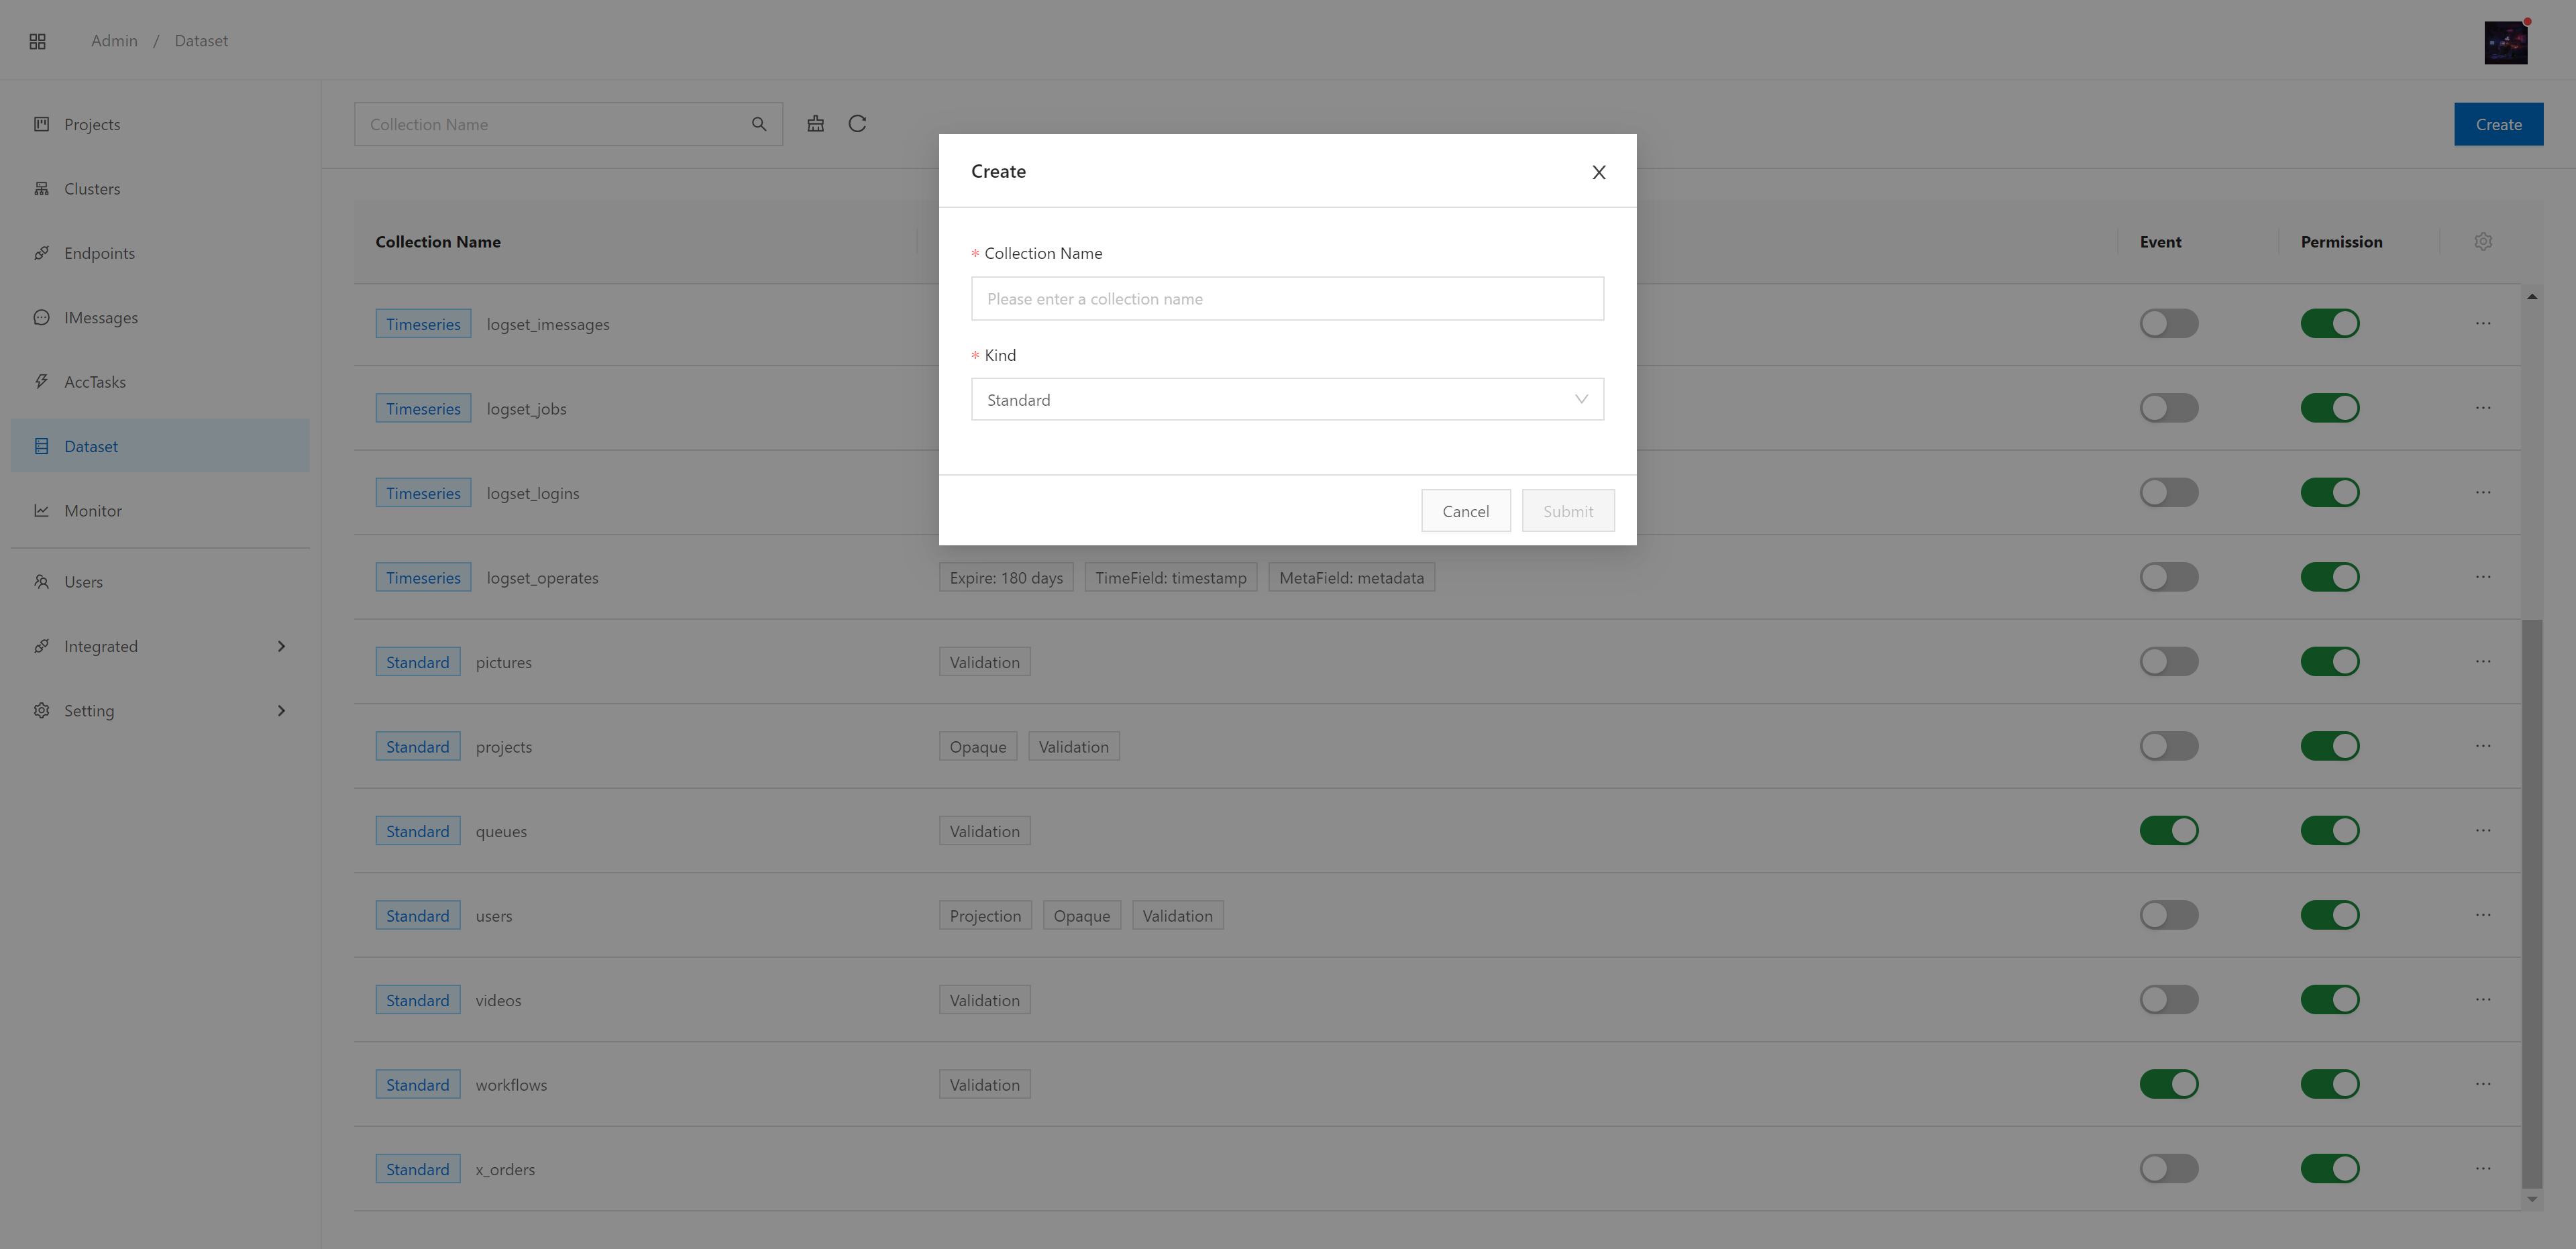 Admin / Dataset
Projects
Clusters
Endpoints
IMessages
AccTasks
Dataset
Monitor
Users
Integrated
Setting
Collection Name
Create
Collection Name Event Permission
Timeseries logset_imessages
Timeseries logset_jobs
Timeseries logset_logins
Timeseries logset_operates Expire: 180 days TimeField: timestamp MetaField: metadata
Standard pictures Validation
Standard projects Opaque Validation
Standard queues Validation
Standard users Projection Opaque Validation
Standard videos Validation
Standard workflows Validation
Standard x_orders
Create
* Collection Name
Please enter a collection name
* Kind
Standard
Cancel Submit